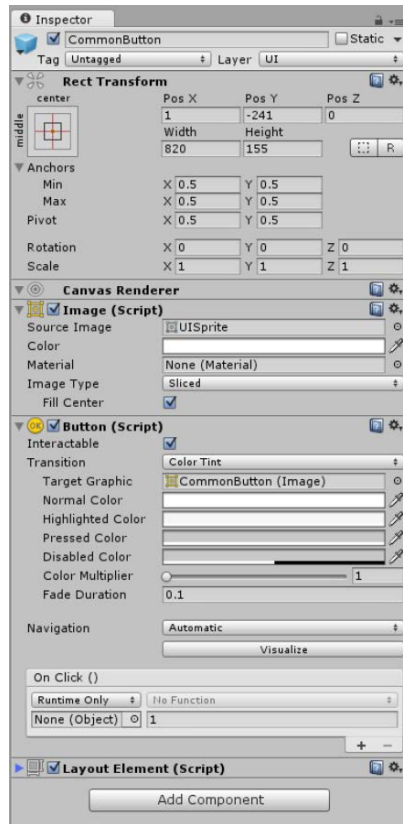 Inspector
CommonButton Static
Tag Untagged Layer UI
Rect Transform
center Pos X Pos Y Pos Z
middle 1 -241 0
Width Height
820 155 R
Anchors
Min X 0.5 Y 0.5
Max X 0.5 Y 0.5
Pivot X 0.5 Y 0.5
Rotation X 0 Y 0 Z 0
Scale X 1 Y 1 Z 1
Canvas Renderer
Image (Script)
Source Image UISprite
Color
Material None (Material)
Image Type Sliced
Fill Center
OK Button (Script)
Interactable
Transition Color Tint
Target Graphic CommonButton (Image)
Normal Color
Highlighted Color
Pressed Color
Disabled Color
Color Multiplier 1
Fade Duration 0.1
Navigation Automatic
Visualize
On Click ()
Runtime Only No Function
None (Object) 1
+ -
Layout Element (Script)
Add Component